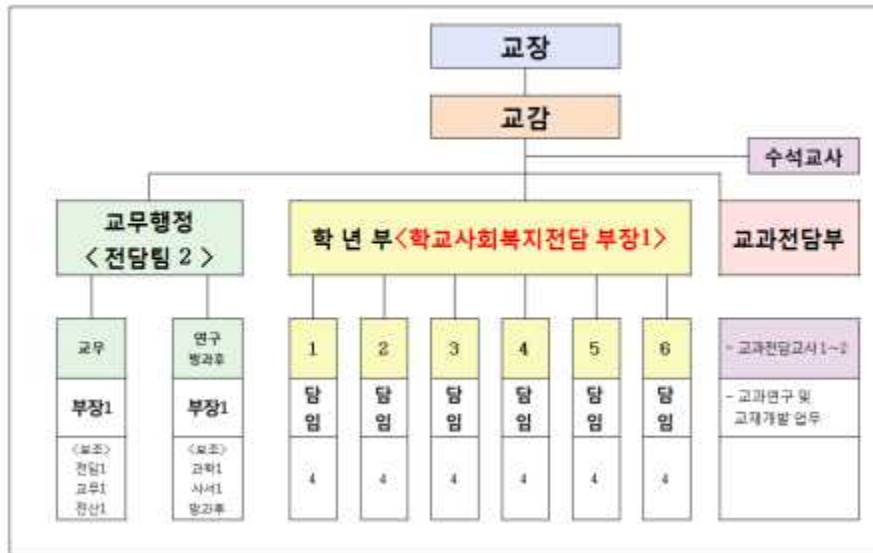 교장
교감
수석교사
교무행정
<전담팀 2>
학 년 부<학교사회복지전담 부장1>
교과전담부
교무
연구
방과후
1
2
3
4
5
6
- 교과전담교사 1~2
부장1
부장1
담
임
담
임
담
임
담
임
담
임
담
임
- 교과연구 및
교재개발 업무
<보조>
전담1
교무1
전산1
<보조>
과학1
사서1
방과후
4
4
4
4
4
4